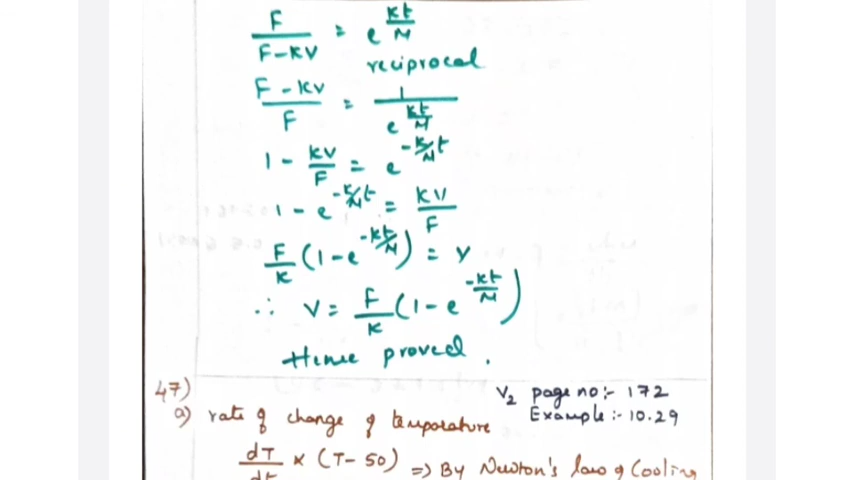 F/(F-KV) = e^(Kt/M)
reciprocal
(F-KV)/F = 1/e^(Kt/M)
1 - KV/F = e^(-K/M t)
1 - e^(-K/M t) = KV/F
F/K (1-e^(-Kt/M)) = V
∴ V = F/K (1-e^(-Kt/M))
Hence proved.
47)
V2 page no:- 172
Example:- 10.29
a) rate of change of temperature
dT/dt ∝ (T-50) => By Newton's law of cooling